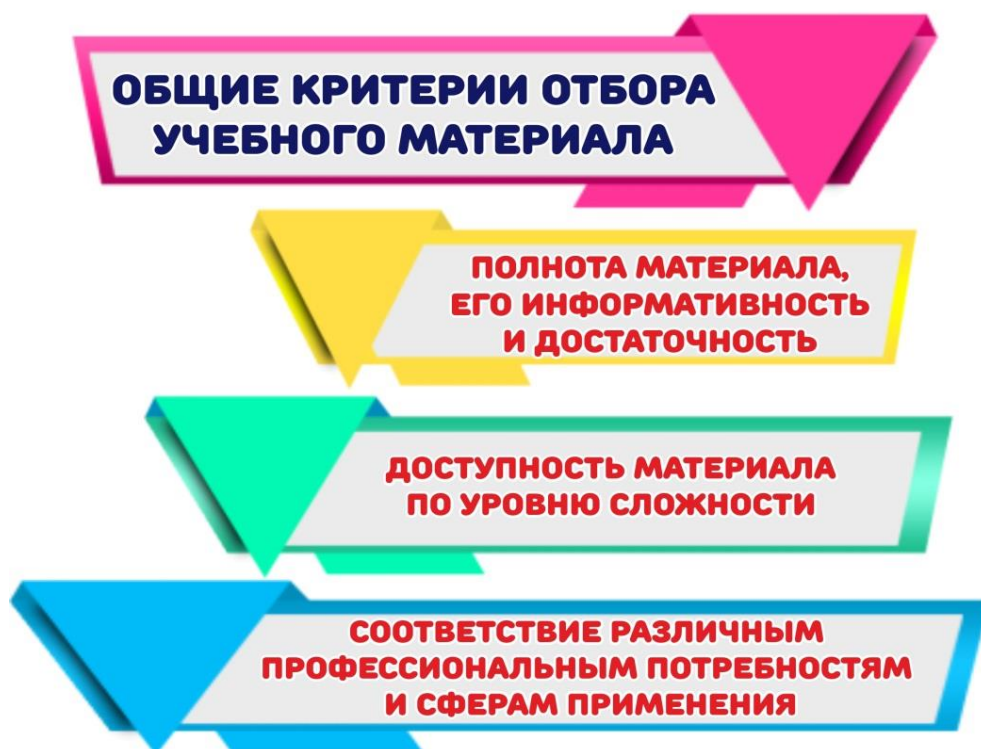 ОБЩИЕ КРИТЕРИИ ОТБОРА
УЧЕБНОГО МАТЕРИАЛА
ПОЛНОТА МАТЕРИАЛА,
ЕГО ИНФОРМАТИВНОСТЬ
И ДОСТАТОЧНОСТЬ
ДОСТУПНОСТЬ МАТЕРИАЛА
ПО УРОВНЮ СЛОЖНОСТИ
СООТВЕТСТВИЕ РАЗЛИЧНЫМ
ПРОФЕССИОНАЛЬНЫМ ПОТРЕБНОСТЯМ
И СФЕРАМ ПРИМЕНЕНИЯ